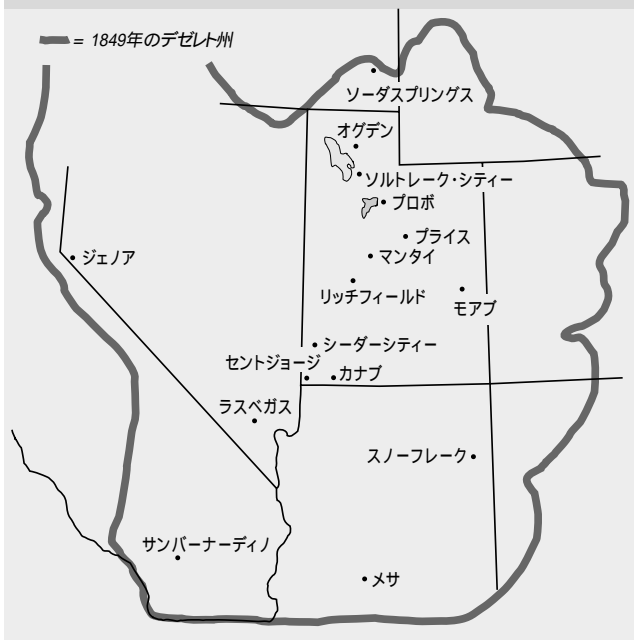 = 1849年のデゼレト州
ソーダスプリングス
オグデン
ソルトレーク・シティー
プロボ
プライス
マンタイ
ジェノア
リッチフィールド
モアブ
シーダーシティー
セントジョージ
カナブ
ラスベガス
スノーフレーク
サンバーナーディノ
メサ